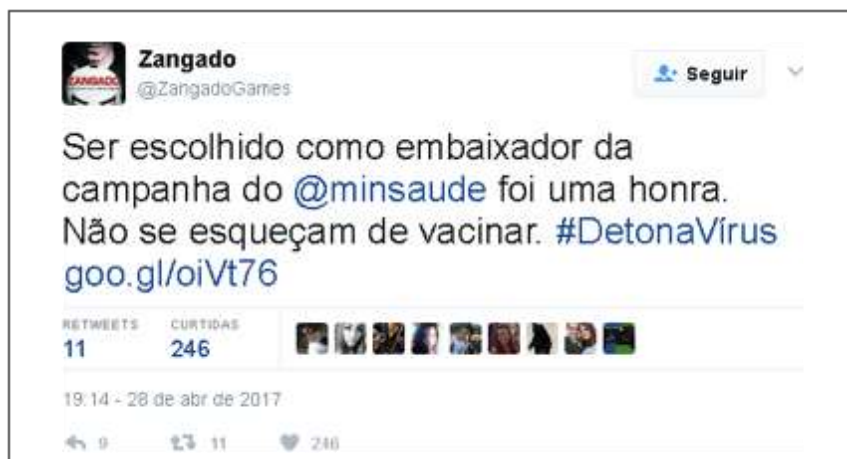 Zangado
@ZangadoGames
Seguir
Ser escolhido como embaixador da
campanha do @minsaude foi uma honra.
Não se esqueçam de vacinar. #DetonaVírus
goo.gl/oiVt76
RETWEETS CURTIDAS
11 246
19:14 - 28 de abr de 2017
9 11 246